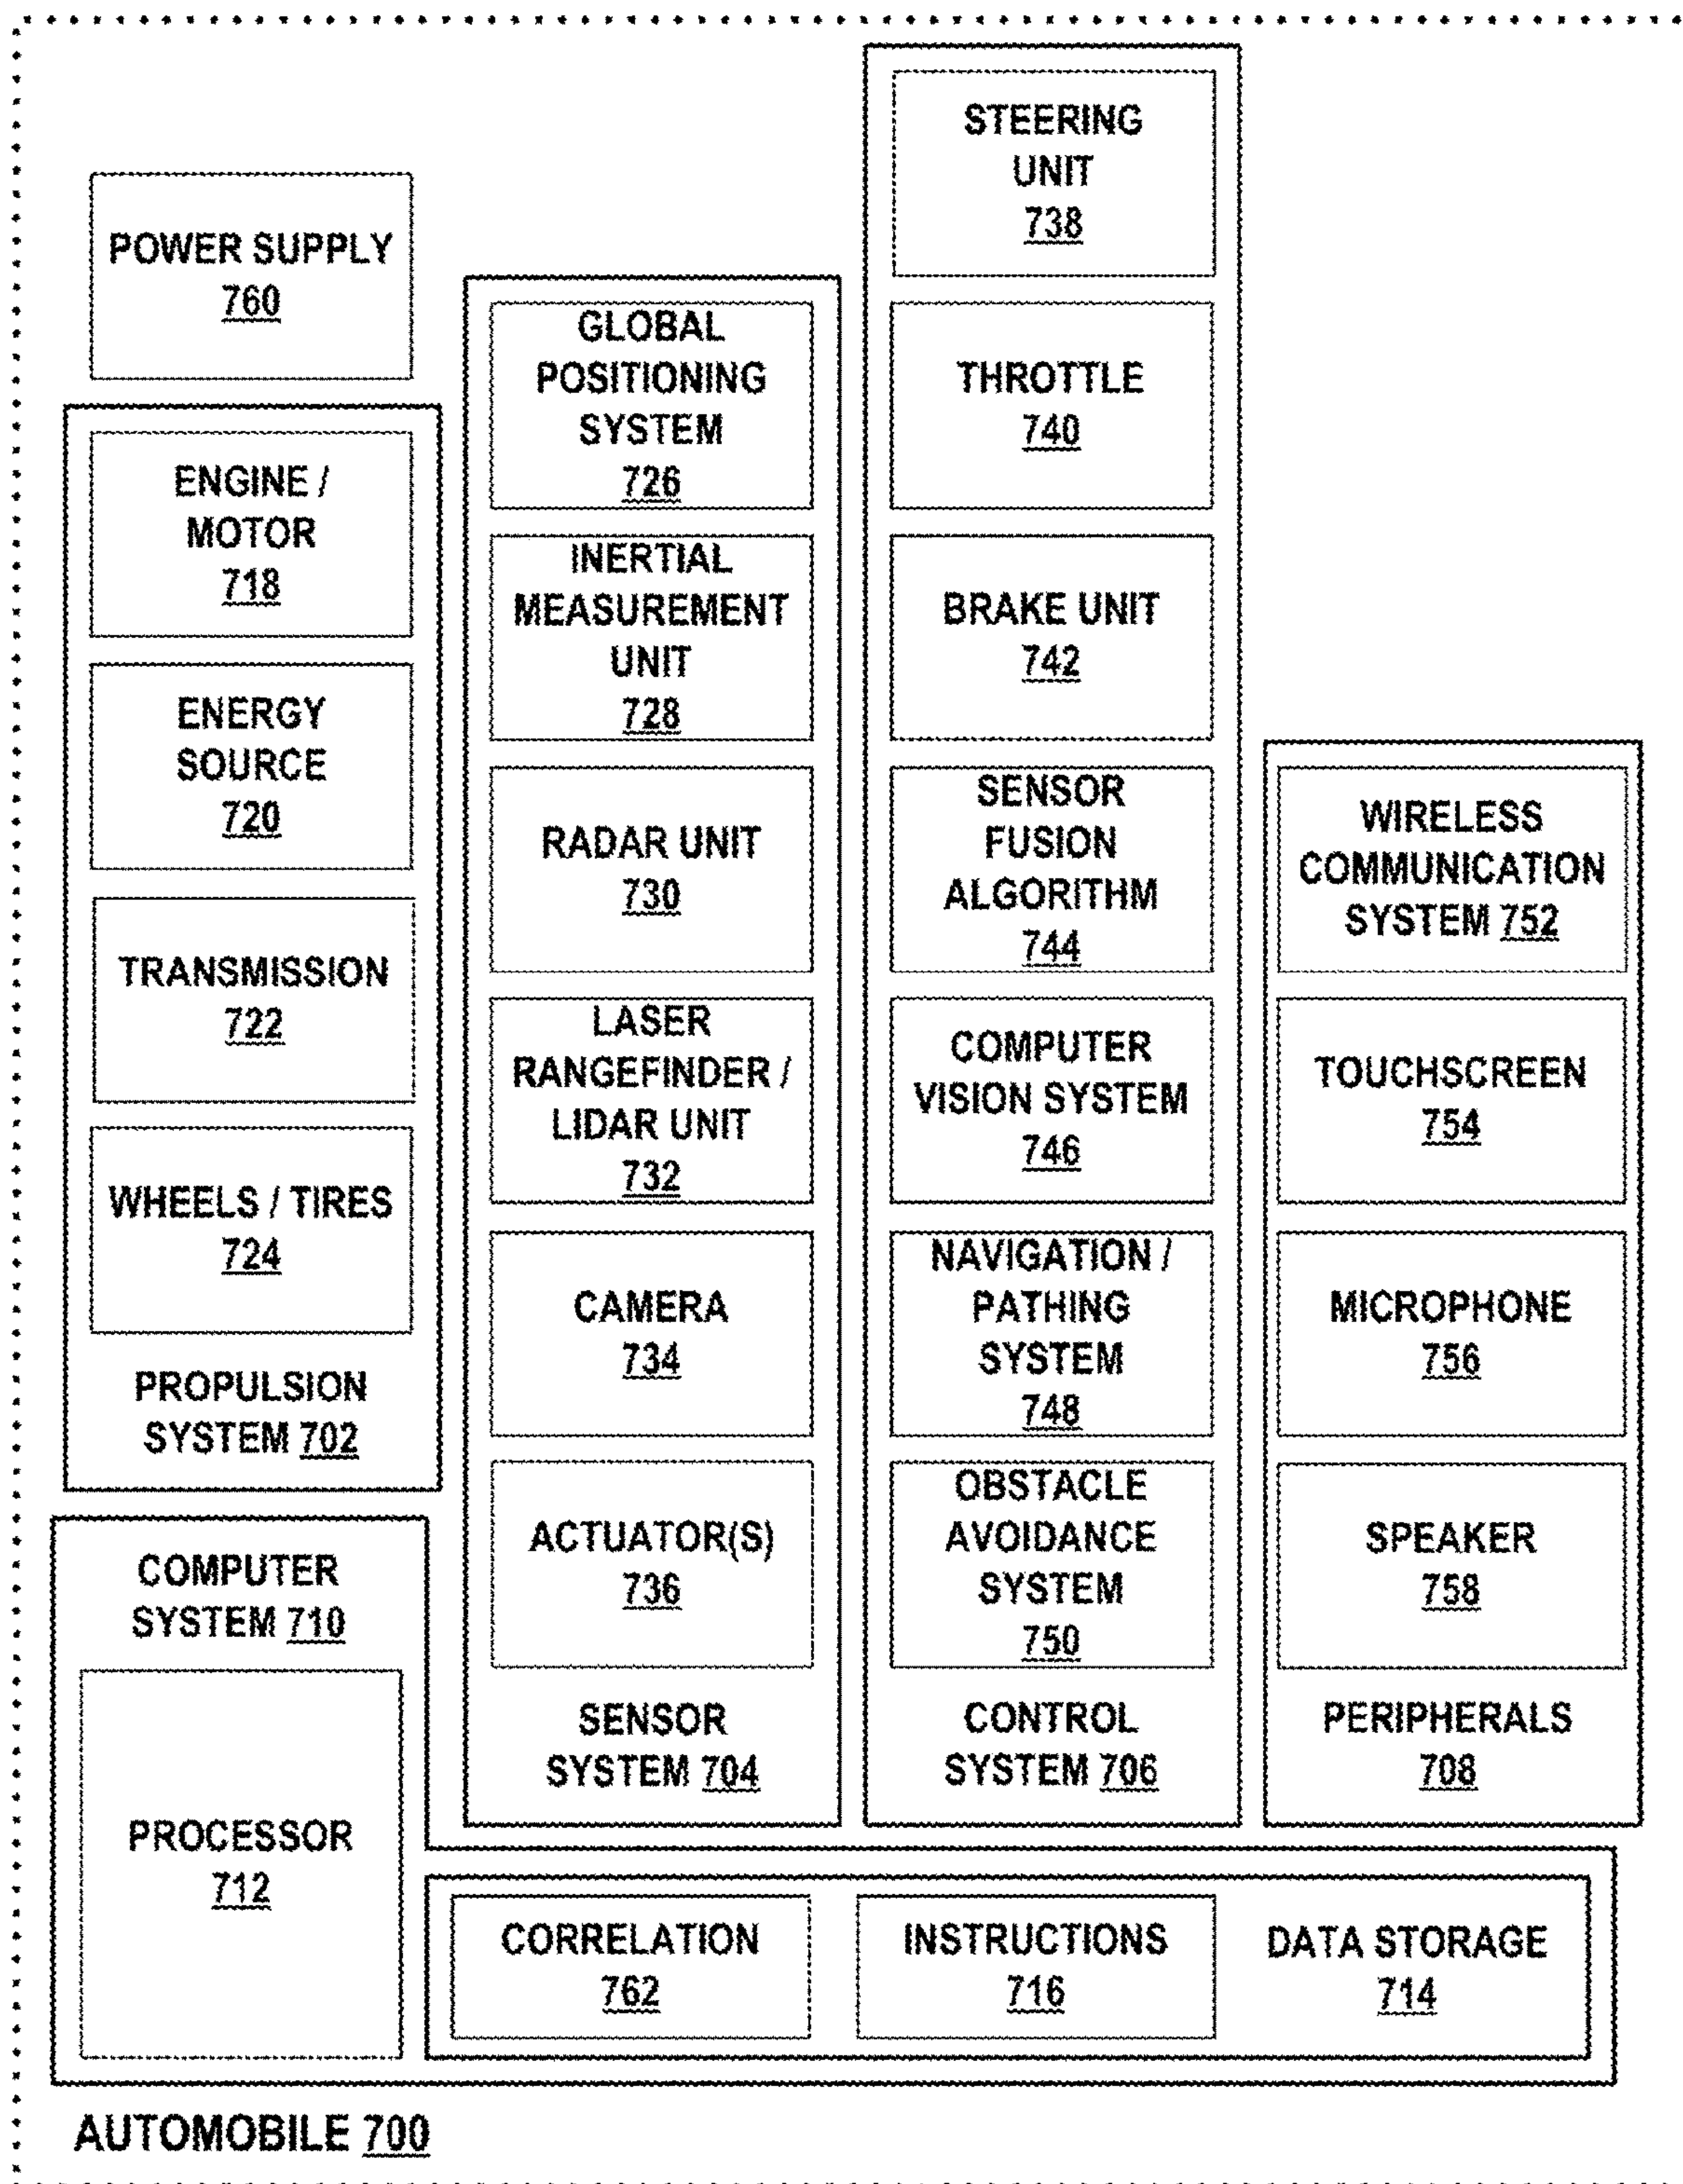 POWER SUPPLY
760
ENGINE /
MOTOR
718
ENERGY
SOURCE
720
TRANSMISSION
722
WHEELS / TIRES
724
PROPULSION
SYSTEM 702
COMPUTER
SYSTEM 710
PROCESSOR
712
GLOBAL
POSITIONING
SYSTEM
726
INERTIAL
MEASUREMENT
UNIT
728
RADAR UNIT
730
LASER
RANGEFINDER /
LIDAR UNIT
732
CAMERA
734
ACTUATOR(S)
736
SENSOR
SYSTEM 704
STEERING
UNIT
738
THROTTLE
740
BRAKE UNIT
742
SENSOR
FUSION
ALGORITHM
744
COMPUTER
VISION SYSTEM
746
NAVIGATION /
PATHING
SYSTEM
748
OBSTACLE
AVOIDANCE
SYSTEM
750
CONTROL
SYSTEM 706
WIRELESS
COMMUNICATION
SYSTEM 752
TOUCHSCREEN
754
MICROPHONE
756
SPEAKER
758
PERIPHERALS
708
CORRELATION
762
INSTRUCTIONS
716
DATA STORAGE
714
AUTOMOBILE 700